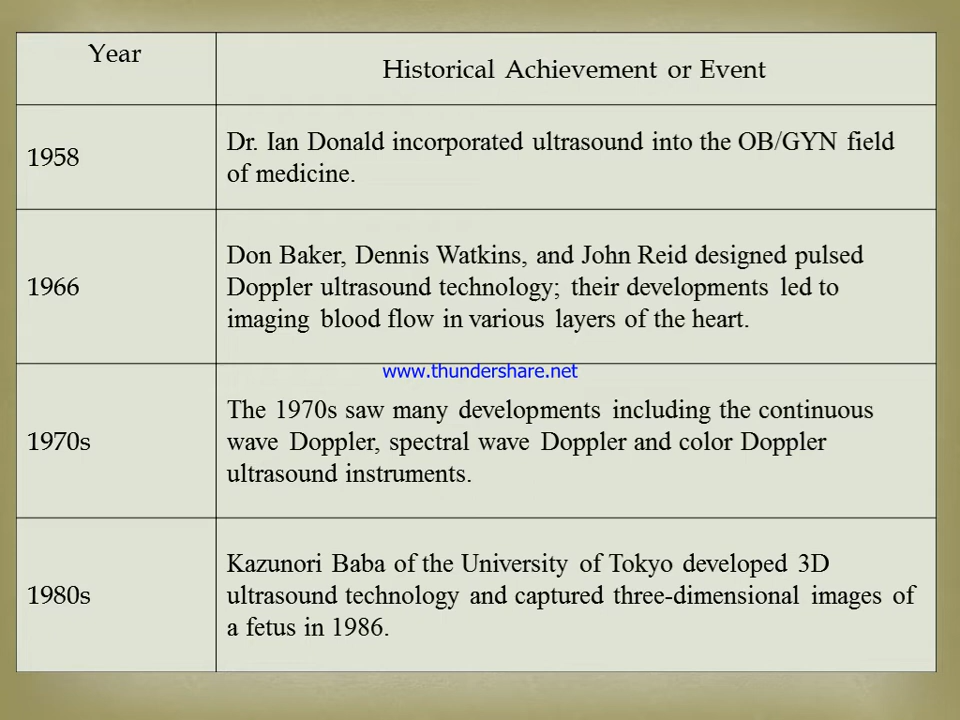 Year
Historical Achievement or Event
1958
Dr. Ian Donald incorporated ultrasound into the OB/GYN field
of medicine.
1966
Don Baker, Dennis Watkins, and John Reid designed pulsed
Doppler ultrasound technology; their developments led to
imaging blood flow in various layers of the heart.
www.thundershare.net
1970s
The 1970s saw many developments including the continuous
wave Doppler, spectral wave Doppler and color Doppler
ultrasound instruments.
1980s
Kazunori Baba of the University of Tokyo developed 3D
ultrasound technology and captured three-dimensional images of
a fetus in 1986.